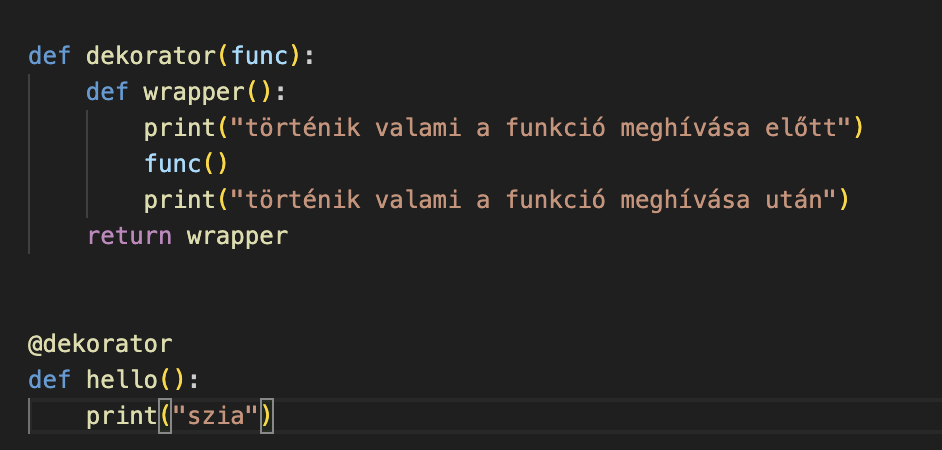 def dekorator(func):
    def wrapper():
        print("történik valami a funkció meghívása előtt")
        func()
        print("történik valami a funkció meghívása után")
    return wrapper
@dekorator
def hello():
    print("szia")